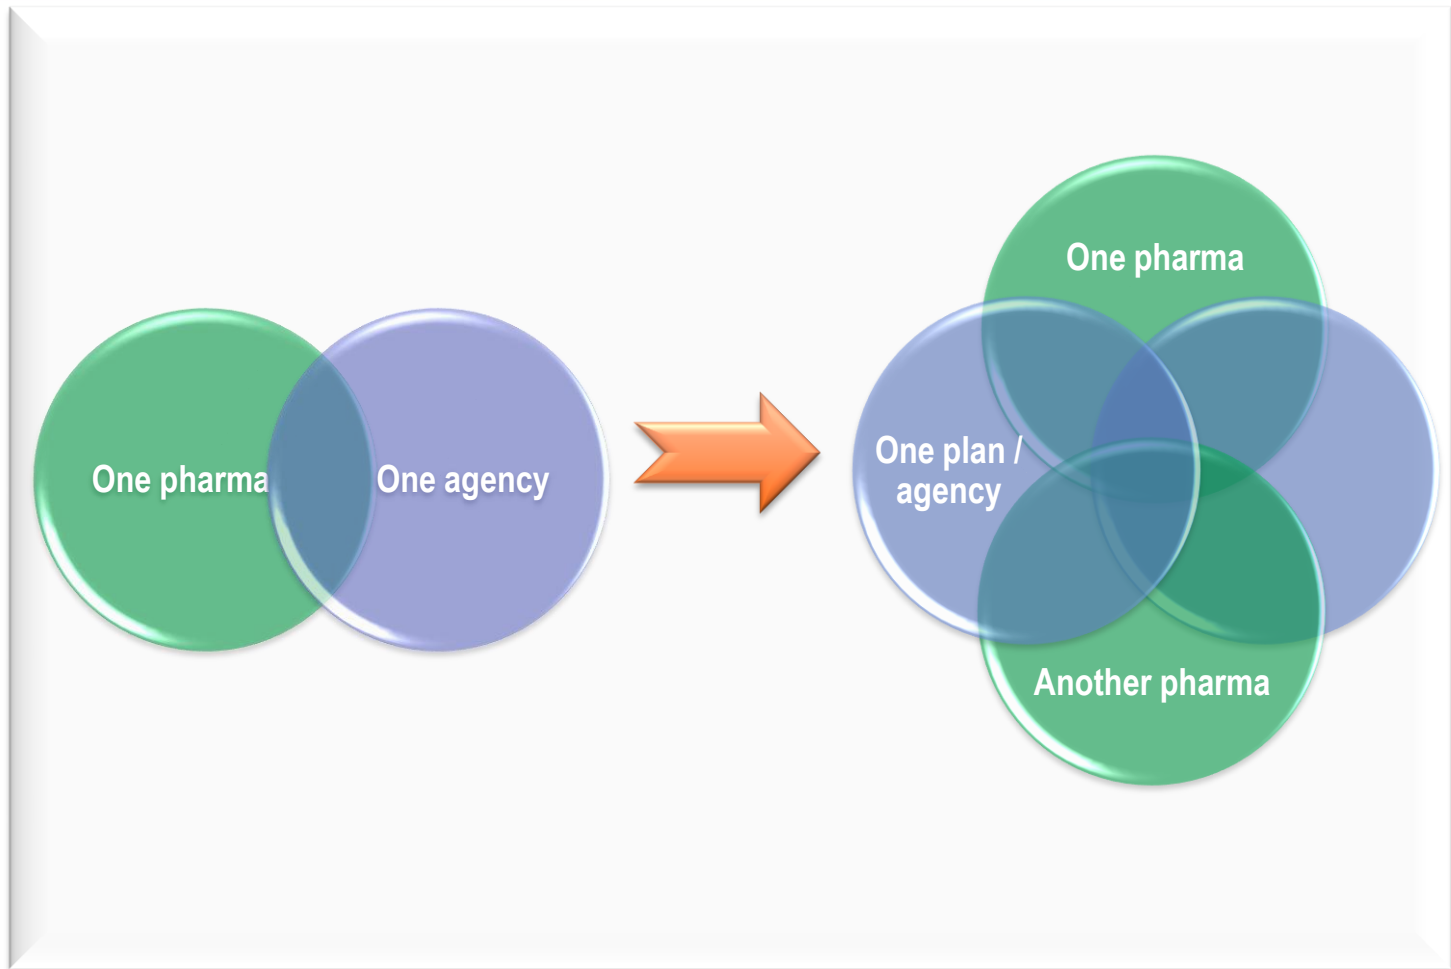 One pharma
One agency
One pharma
One plan /
agency
Another pharma